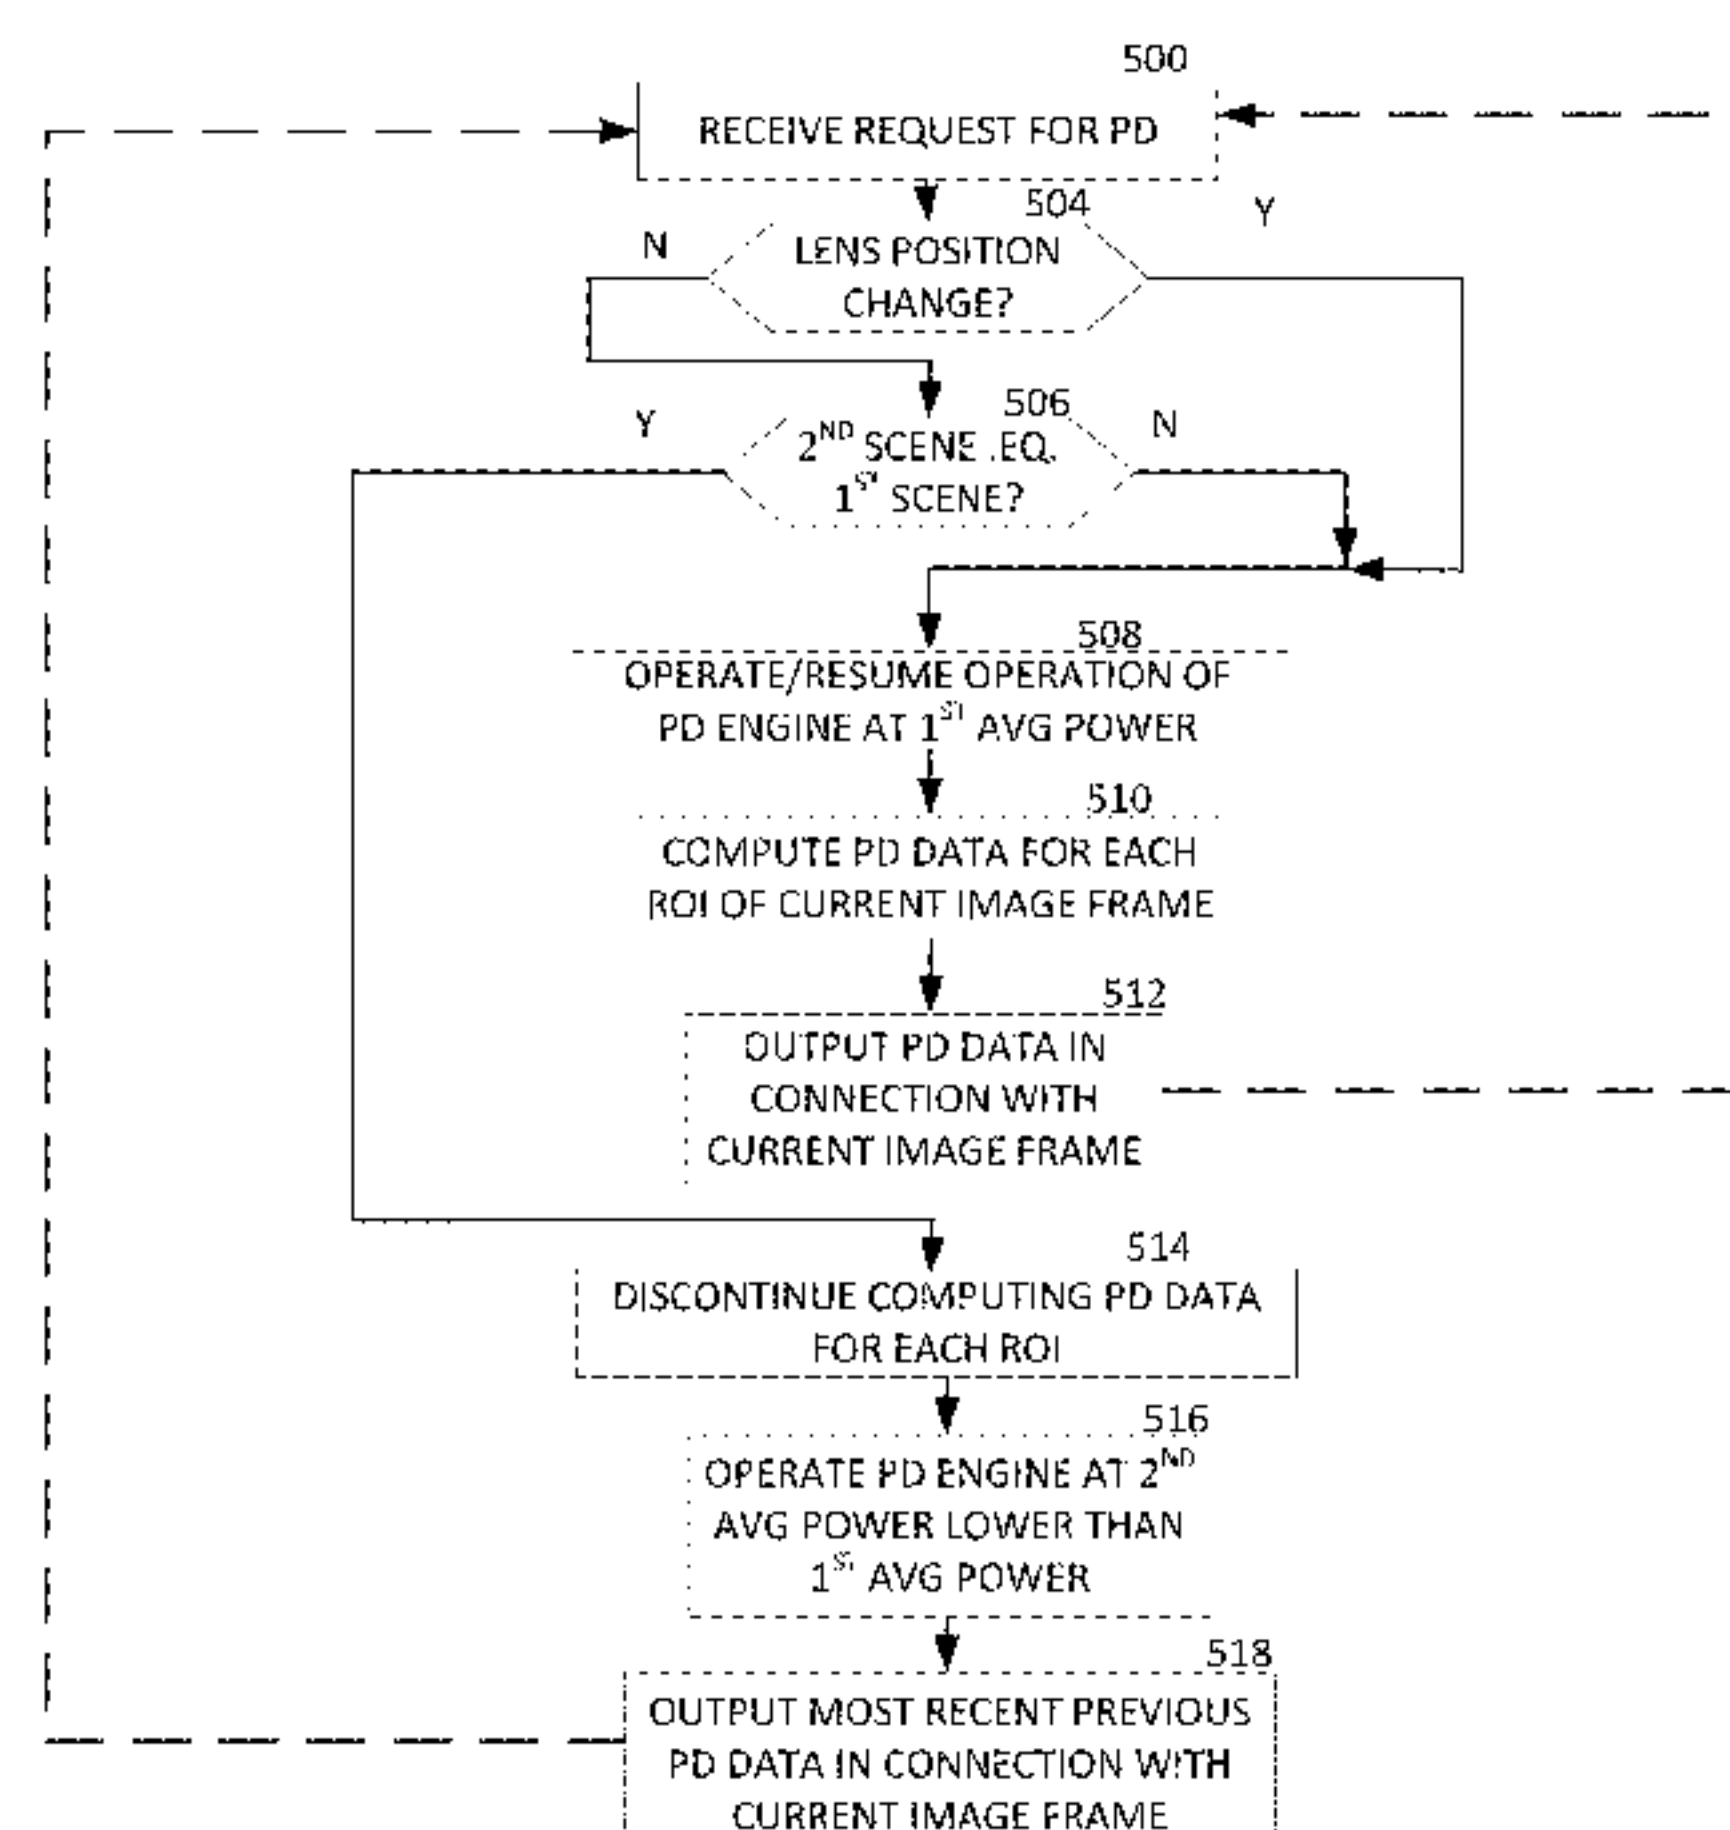 500
RECEIVE REQUEST FOR PD
504
Y
N
LENS POSITION
CHANGE?
506
Y
N
2ND SCENE .EQ.
1ST SCENE?
508
OPERATE/RESUME OPERATION OF
PD ENGINE AT 1ST AVG POWER
510
COMPUTE PD DATA FOR EACH
ROI OF CURRENT IMAGE FRAME
512
OUTPUT PD DATA IN
CONNECTION WITH
CURRENT IMAGE FRAME
514
DISCONTINUE COMPUTING PD DATA
FOR EACH ROI
516
OPERATE PD ENGINE AT 2ND
AVG POWER LOWER THAN
1ST AVG POWER
518
OUTPUT MOST RECENT PREVIOUS
PD DATA IN CONNECTION WITH
CURRENT IMAGE FRAME